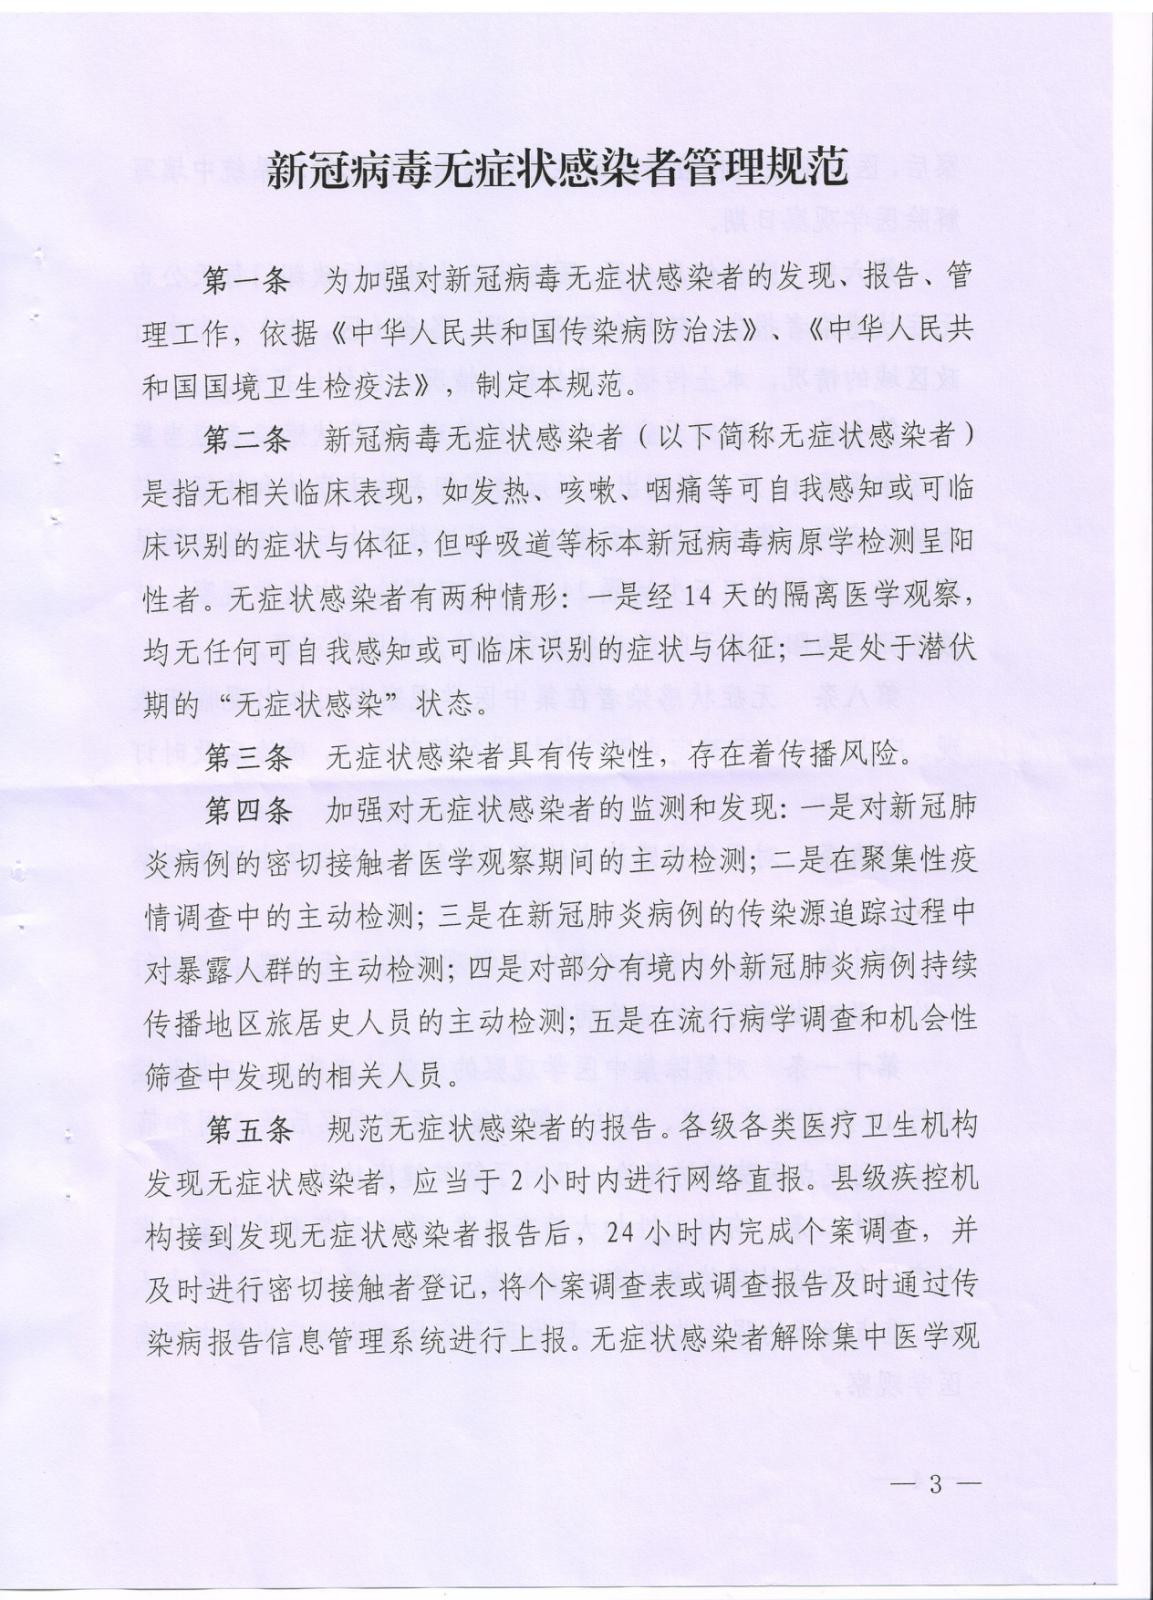 新冠病毒无症状感染者管理规范
第一条 为加强对新冠病毒无症状感染者的发现、报告、管
理工作，依据《中华人民共和国传染病防治法》、《中华人民共
和国国境卫生检疫法》，制定本规范。
第二条 新冠病毒无症状感染者（以下简称无症状感染者）
是指无相关临床表现，如发热、咳嗽、咽痛等可自我感知或可临
床识别的症状与体征，但呼吸道等标本新冠病毒病原学检测呈阳
性者。无症状感染者有两种情形：一是经14天的隔离医学观察，
均无任何可自我感知或可临床识别的症状与体征；二是处于潜伏
期的“无症状感染”状态。
第三条 无症状感染者具有传染性，存在着传播风险。
第四条 加强对无症状感染者的监测和发现：一是对新冠肺
炎病例的密切接触者医学观察期间的主动检测；二是在聚集性疫
情调查中的主动检测；三是在新冠肺炎病例的传染源追踪过程中
对暴露人群的主动检测；四是对部分有境内外新冠肺炎病例持续
传播地区旅居史人员的主动检测；五是在流行病学调查和机会性
筛查中发现的相关人员。
第五条 规范无症状感染者的报告。各级各类医疗卫生机构
发现无症状感染者，应当于2小时内进行网络直报。县级疾控机
构接到发现无症状感染者报告后，24小时内完成个案调查，并
及时进行密切接触者登记，将个案调查表或调查报告及时通过传
染病报告信息管理系统进行上报。无症状感染者解除集中医学观
— 3 —